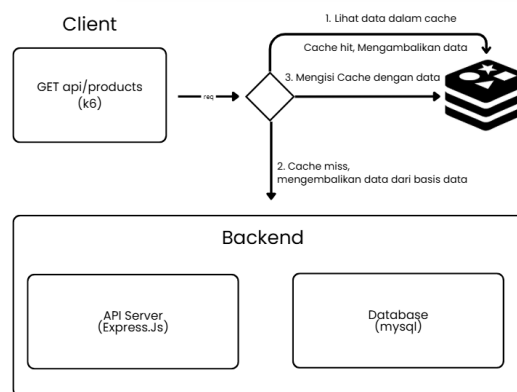 Client
GET api/products
(k6)
req
1. Lihat data dalam cache
Cache hit, Mengambalikan data
3. Mengisi Cache dengan data
2. Cache miss,
mengembalikan data dari basis data
Backend
API Server
(Express.Js)
Database
(mysql)